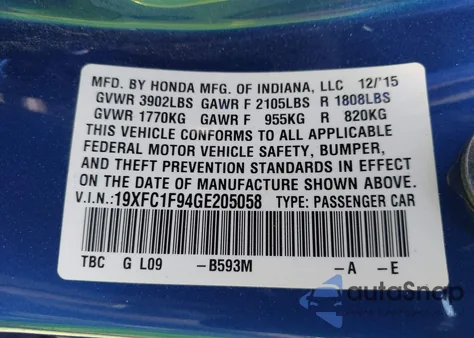 MFD. BY HONDA MFG. OF INDIANA, LLC 12/'15
GVWR 3902LBS GAWR F 2105LBS R 1808LBS
GVWR 1770KG GAWR F 955KG R 820KG
THIS VEHICLE CONFORMS TO ALL APPLICABLE
FEDERAL MOTOR VEHICLE SAFETY, BUMPER,
AND THEFT PREVENTION STANDARDS IN EFFECT
ON THE DATE OF MANUFACTURE SHOWN ABOVE.
V.I.N.:19XFC1F94GE205058 TYPE: PASSENGER CAR
TBC G L09 -B593M -A -E
autoSnap